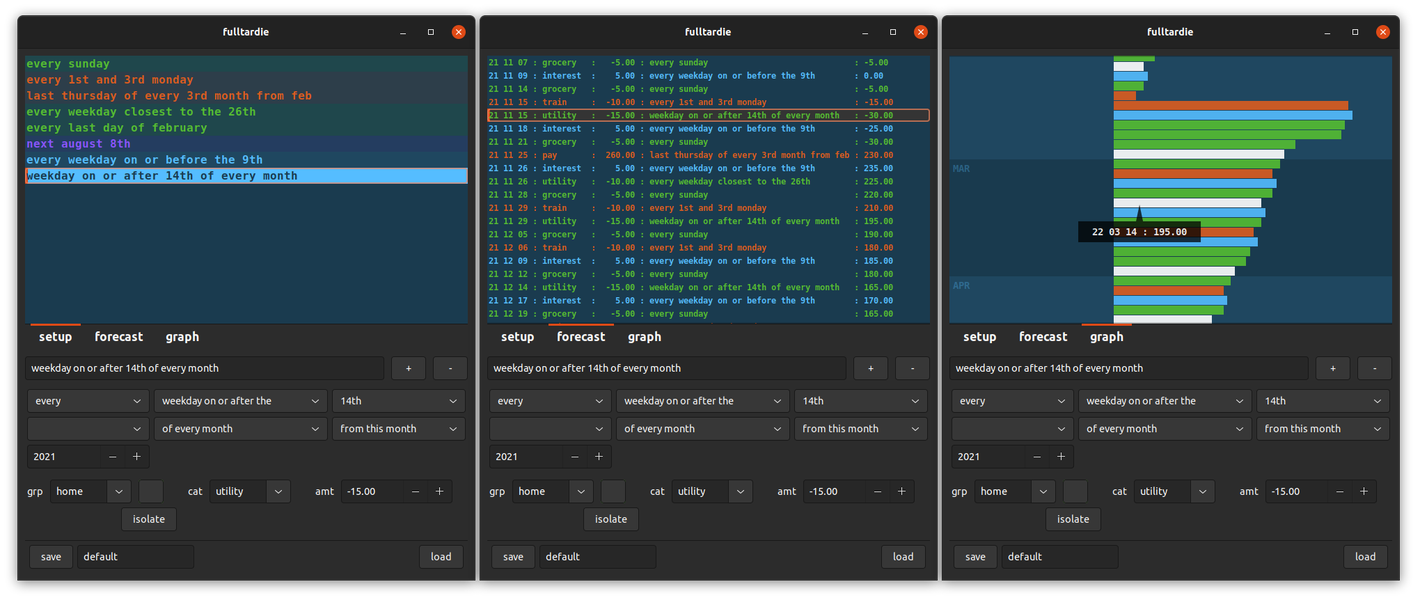 fulltardie
every sunday
every 1st and 3rd monday
last thursday of every 3rd month from feb
every weekday closest to the 26th
every last day of february
next august 8th
every weekday on or before the 9th
weekday on or after 14th of every month
setup forecast graph
weekday on or after 14th of every month + -
every weekday on or after the 14th
of every month from this month
2021 — +
grp home cat utility amt -15.00 — +
isolate
save default load
fulltardie
21 11 07 : grocery : -5.00 : every sunday : -5.00
21 11 09 : interest : 5.00 : every weekday on or before the 9th : 0.00
21 11 14 : grocery : -5.00 : every sunday : -5.00
21 11 15 : train : -10.00 : every 1st and 3rd monday : -15.00
21 11 15 : utility : -15.00 : weekday on or after 14th of every month : -30.00
21 11 18 : interest : 5.00 : every weekday on or before the 9th : -25.00
21 11 21 : grocery : -5.00 : every sunday : -30.00
21 11 25 : pay : 260.00 : last thursday of every 3rd month from feb : 230.00
21 11 26 : interest : 5.00 : every weekday on or before the 9th : 235.00
21 11 26 : utility : -10.00 : every weekday closest to the 26th : 225.00
21 11 28 : grocery : -5.00 : every sunday : 220.00
21 11 29 : train : -10.00 : every 1st and 3rd monday : 210.00
21 11 29 : utility : -15.00 : weekday on or after 14th of every month : 195.00
21 12 05 : grocery : -5.00 : every sunday : 190.00
21 12 06 : train : -10.00 : every 1st and 3rd monday : 180.00
21 12 09 : interest : 5.00 : every weekday on or before the 9th : 185.00
21 12 12 : grocery : -5.00 : every sunday : 180.00
21 12 14 : utility : -15.00 : weekday on or after 14th of every month : 165.00
21 12 17 : interest : 5.00 : every weekday on or before the 9th : 170.00
21 12 19 : grocery : -5.00 : every sunday : 165.00
setup forecast graph
weekday on or after 14th of every month + -
every weekday on or after the 14th
of every month from this month
2021 — +
grp home cat utility amt -15.00 — +
isolate
save default load
fulltardie
MAR
22 03 14 : 195.00
APR
setup forecast graph
weekday on or after 14th of every month + -
every weekday on or after the 14th
of every month from this month
2021 — +
grp home cat utility amt -15.00 — +
isolate
save default load